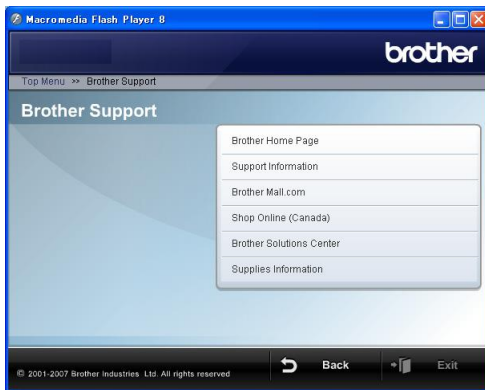 Macromedia Flash Player 8
brother
Top Menu >> Brother Support
Brother Support
Brother Home Page
Support Information
Brother Mall.com
Shop Online (Canada)
Brother Solutions Center
Supplies Information
© 2001-2007 Brother Industries Ltd. All rights reserved
Back
Exit